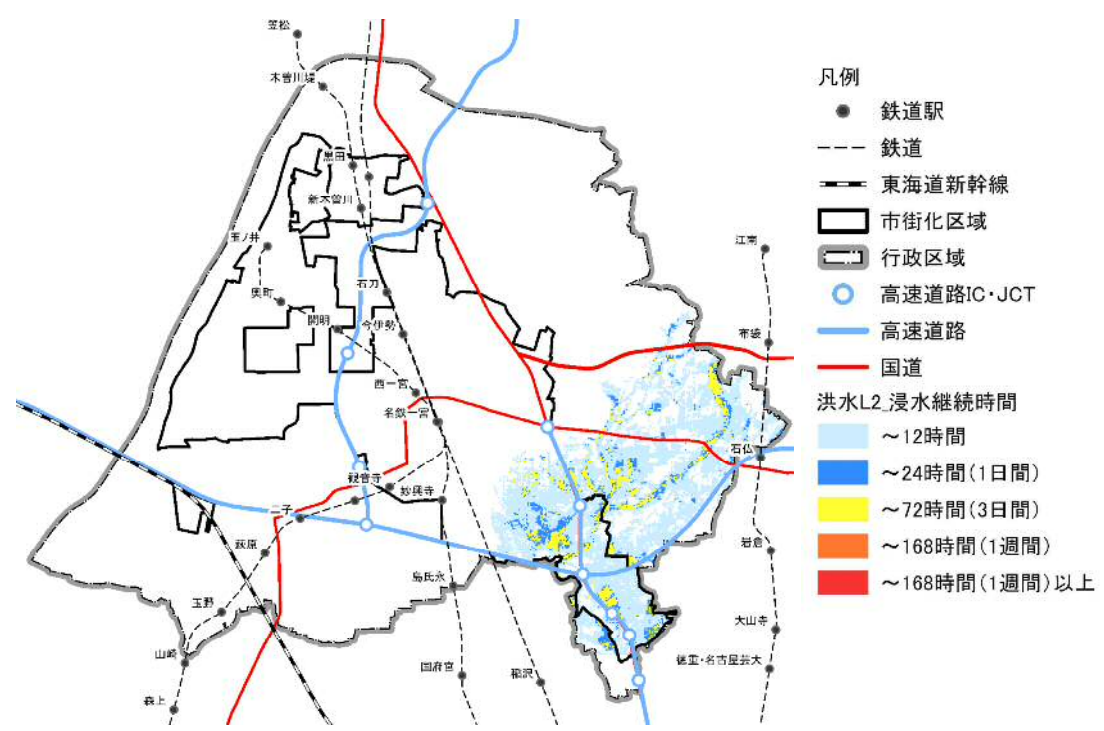 笠松
木曽川堤
黒田
新木曽川
玉ノ井
江南
石刀
奥町
開明
今伊勢
布袋
西一宮
名鉄一宮
石仏
観音寺
妙興寺
二子
萩原
岩倉
島氏永
玉野
大山寺
山崎
国府宮
稲沢
徳重・名古屋芸大
森上
凡例
鉄道駅
鉄道
東海道新幹線
市街化区域
行政区域
高速道路IC・JCT
高速道路
国道
洪水L2_浸水継続時間
～12時間
～24時間(1日間)
～72時間(3日間)
～168時間(1週間)
～168時間(1週間)以上